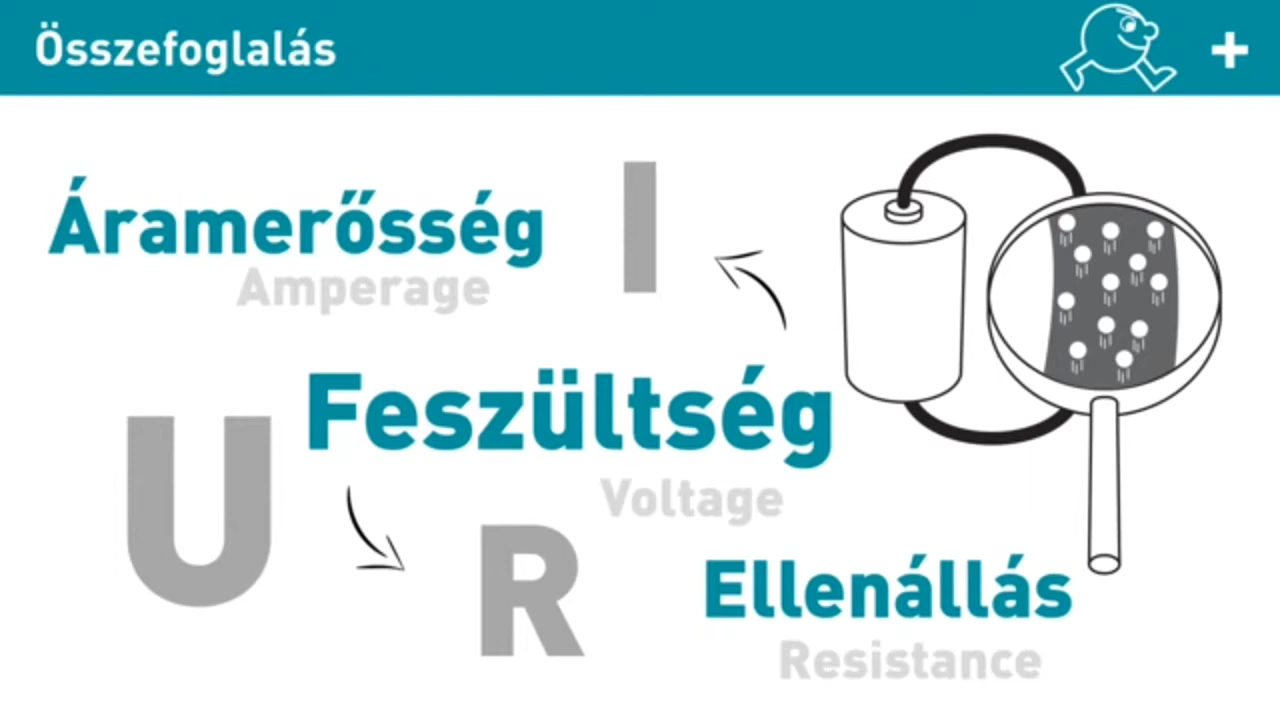 Összefoglalás
+
Áramerősség I
Amperage
Feszültség
U
Voltage
R
Ellenállás
Resistance